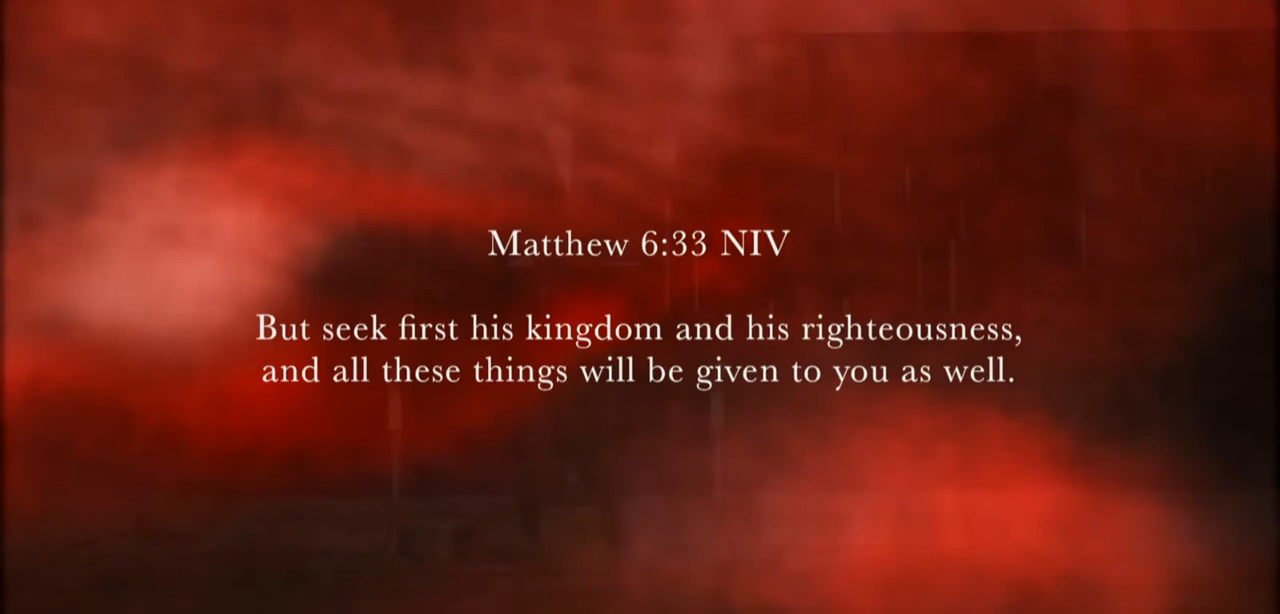 Matthew 6:33 NIV
But seek first his kingdom and his righteousness,
and all these things will be given to you as well.